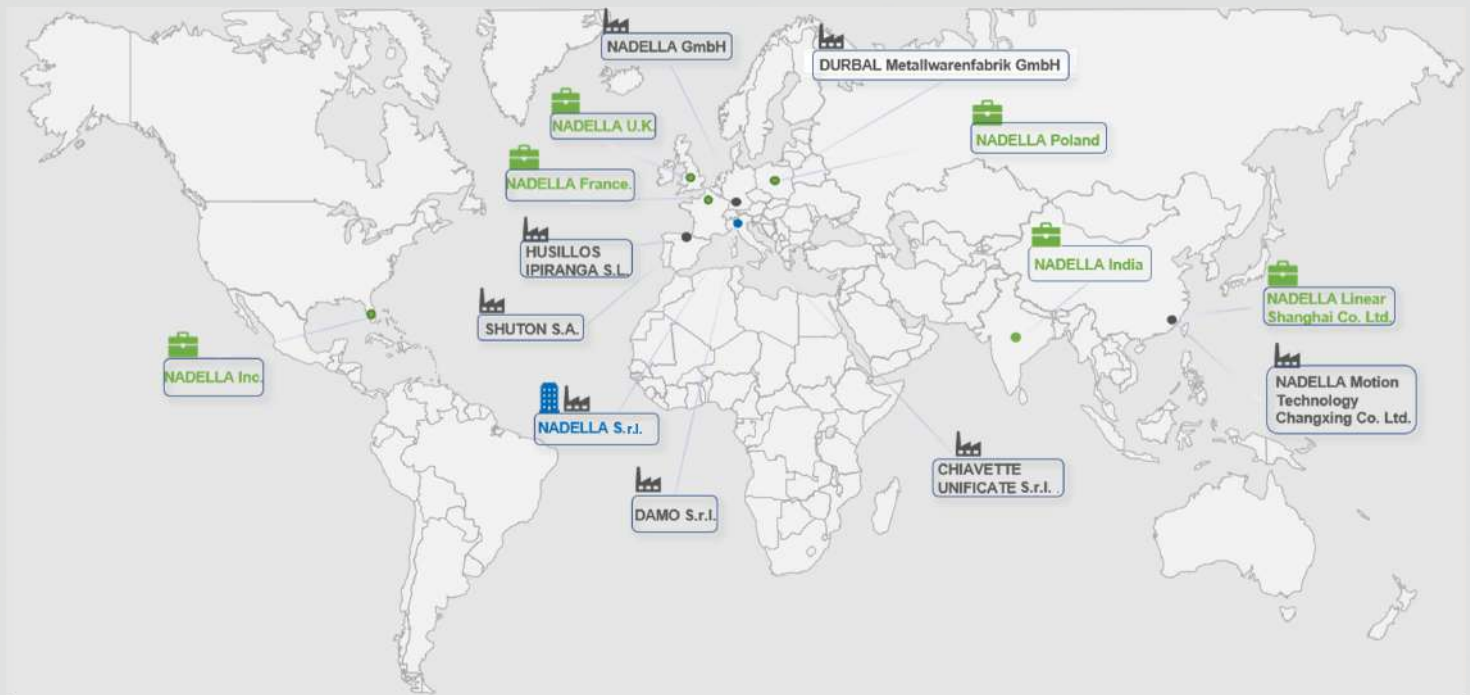 NADELLA GmbH
DURBAL Metallwarenfabrik GmbH
NADELLA U.K.
NADELLA Poland
NADELLA France.
HUSILLOS
IPIRANGA S.L.
NADELLA India
NADELLA Linear
Shanghai Co. Ltd.
SHUTON S.A.
NADELLA Inc.
NADELLA Motion
Technology
Changxing Co. Ltd.
NADELLA S.r.l.
CHIAVETTE
UNIFICATE S.r.l. .
DAMO S.r.l.